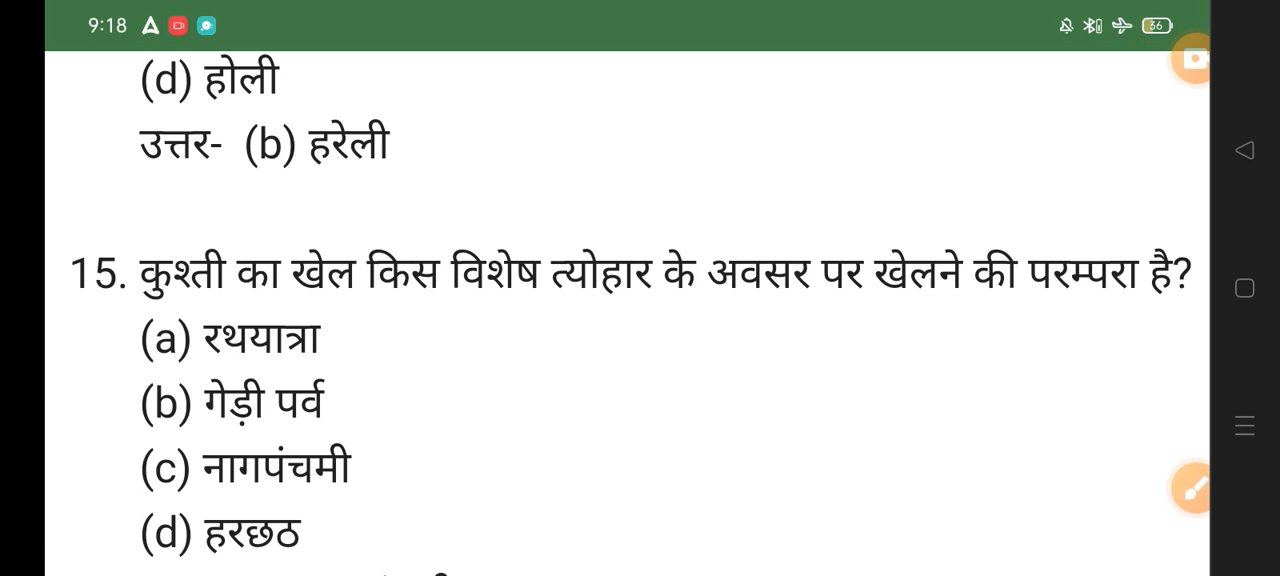 9:18
36
(d) होली
उत्तर- (b) हरेली
15. कुश्ती का खेल किस विशेष त्योहार के अवसर पर खेलने की परम्परा है?
(a) रथयात्रा
(b) गेड़ी पर्व
(c) नागपंचमी
(d) हरछठ